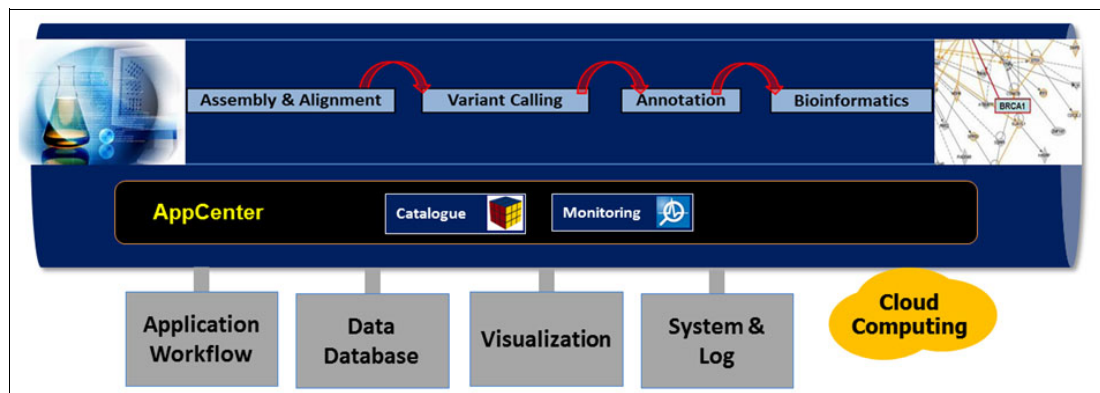 Assembly & Alignment
Variant Calling
Annotation
Bioinformatics
BRCA1
AppCenter
Catalogue
Monitoring
Application
Workflow
Data
Database
Visualization
System &
Log
Cloud
Computing